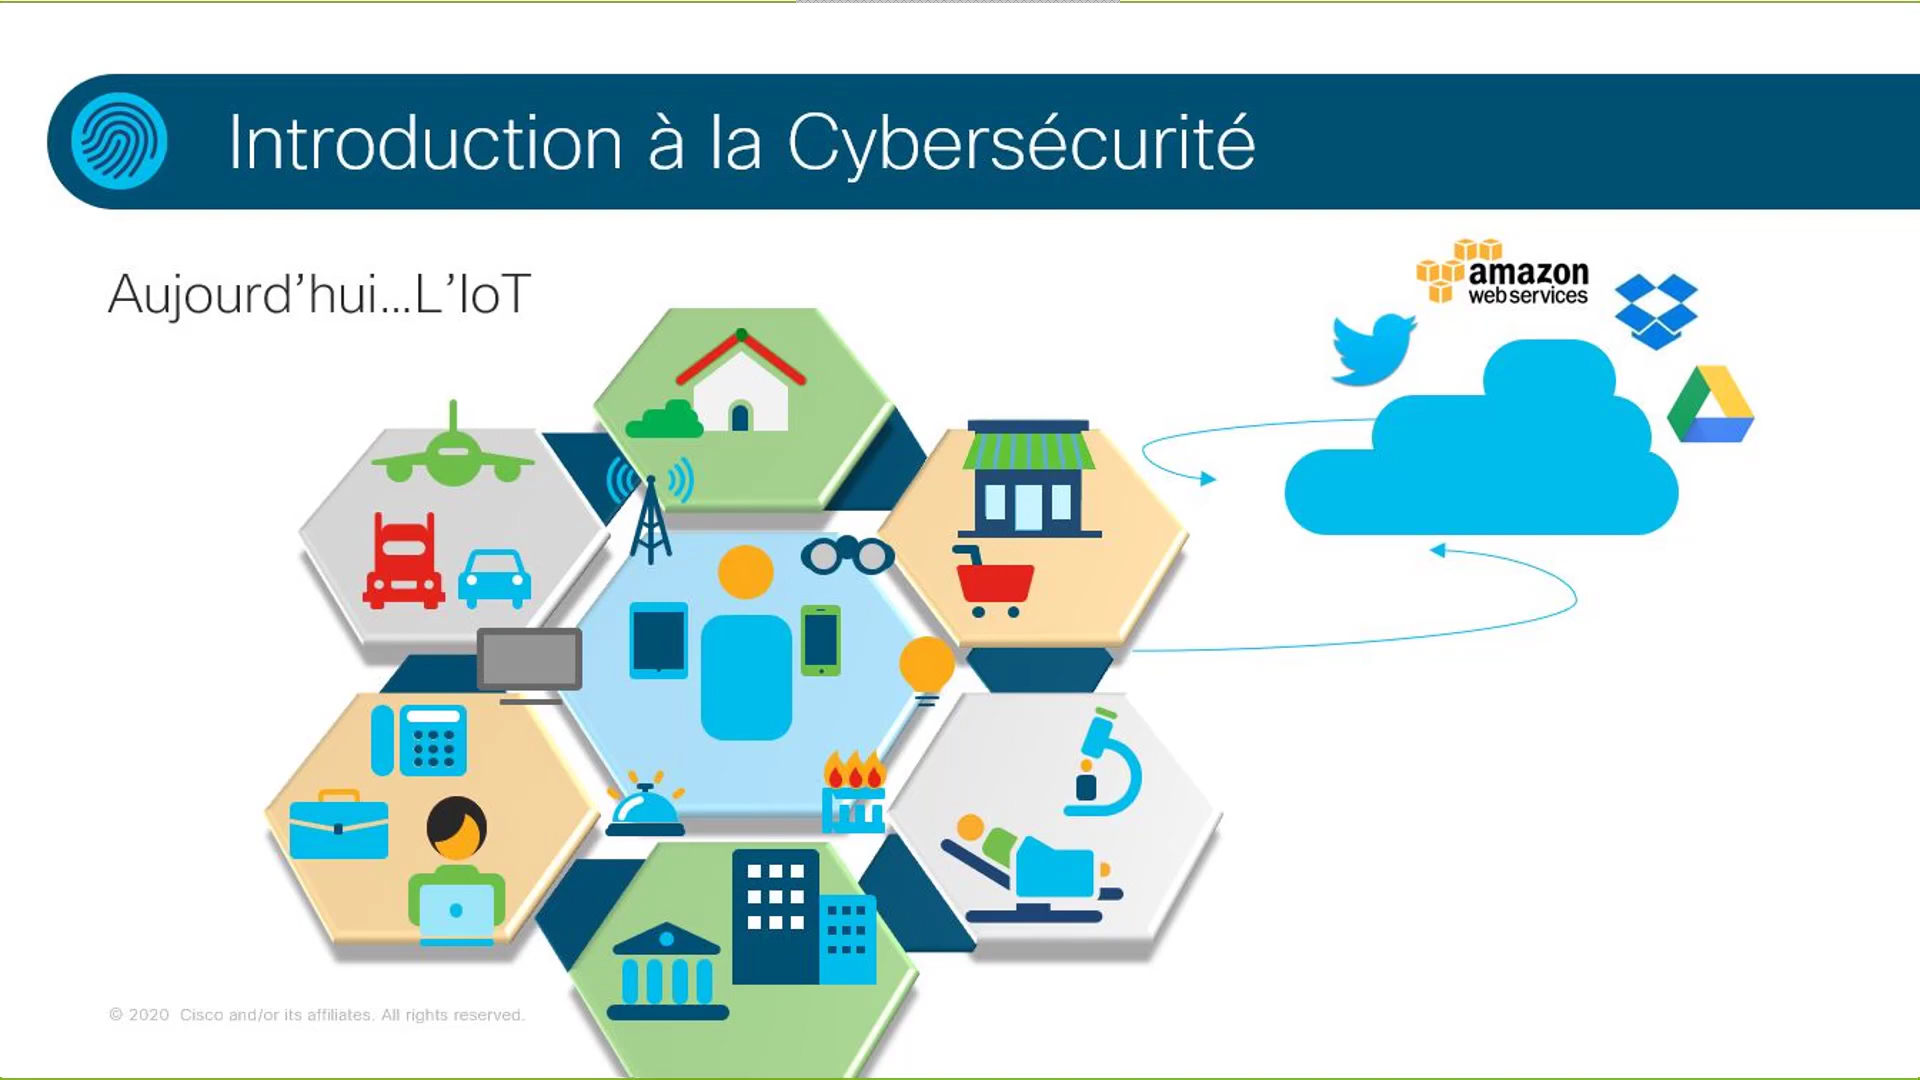 Introduction à la Cybersécurité
Aujourd’hui...L’IoT
amazon
webservices
© 2020 Cisco and/or its affiliates. All rights reserved.